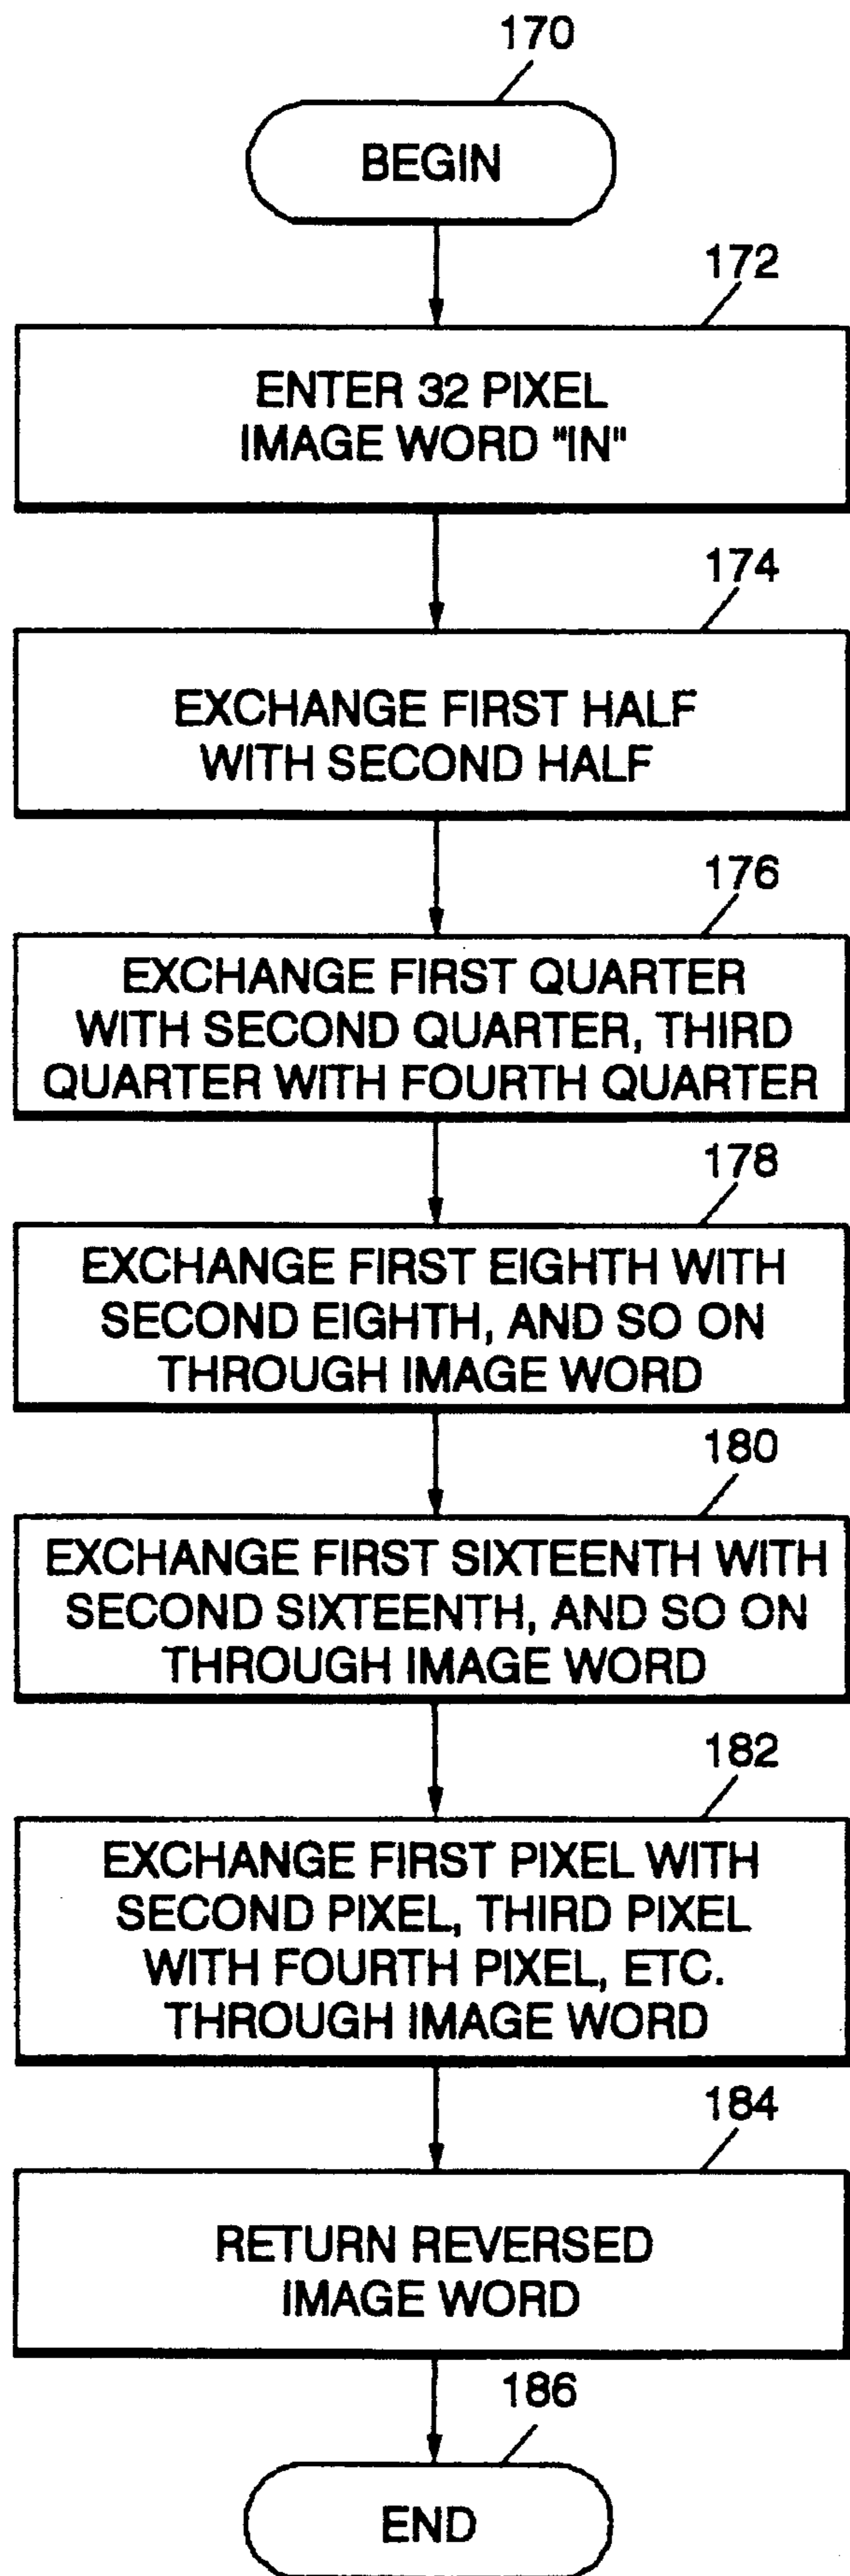 170
BEGIN
172
ENTER 32 PIXEL
IMAGE WORD "IN"
174
EXCHANGE FIRST HALF
WITH SECOND HALF
176
EXCHANGE FIRST QUARTER
WITH SECOND QUARTER, THIRD
QUARTER WITH FOURTH QUARTER
178
EXCHANGE FIRST EIGHTH WITH
SECOND EIGHTH, AND SO ON
THROUGH IMAGE WORD
180
EXCHANGE FIRST SIXTEENTH WITH
SECOND SIXTEENTH, AND SO ON
THROUGH IMAGE WORD
182
EXCHANGE FIRST PIXEL WITH
SECOND PIXEL, THIRD PIXEL
WITH FOURTH PIXEL, ETC.
THROUGH IMAGE WORD
184
RETURN REVERSED
IMAGE WORD
186
END